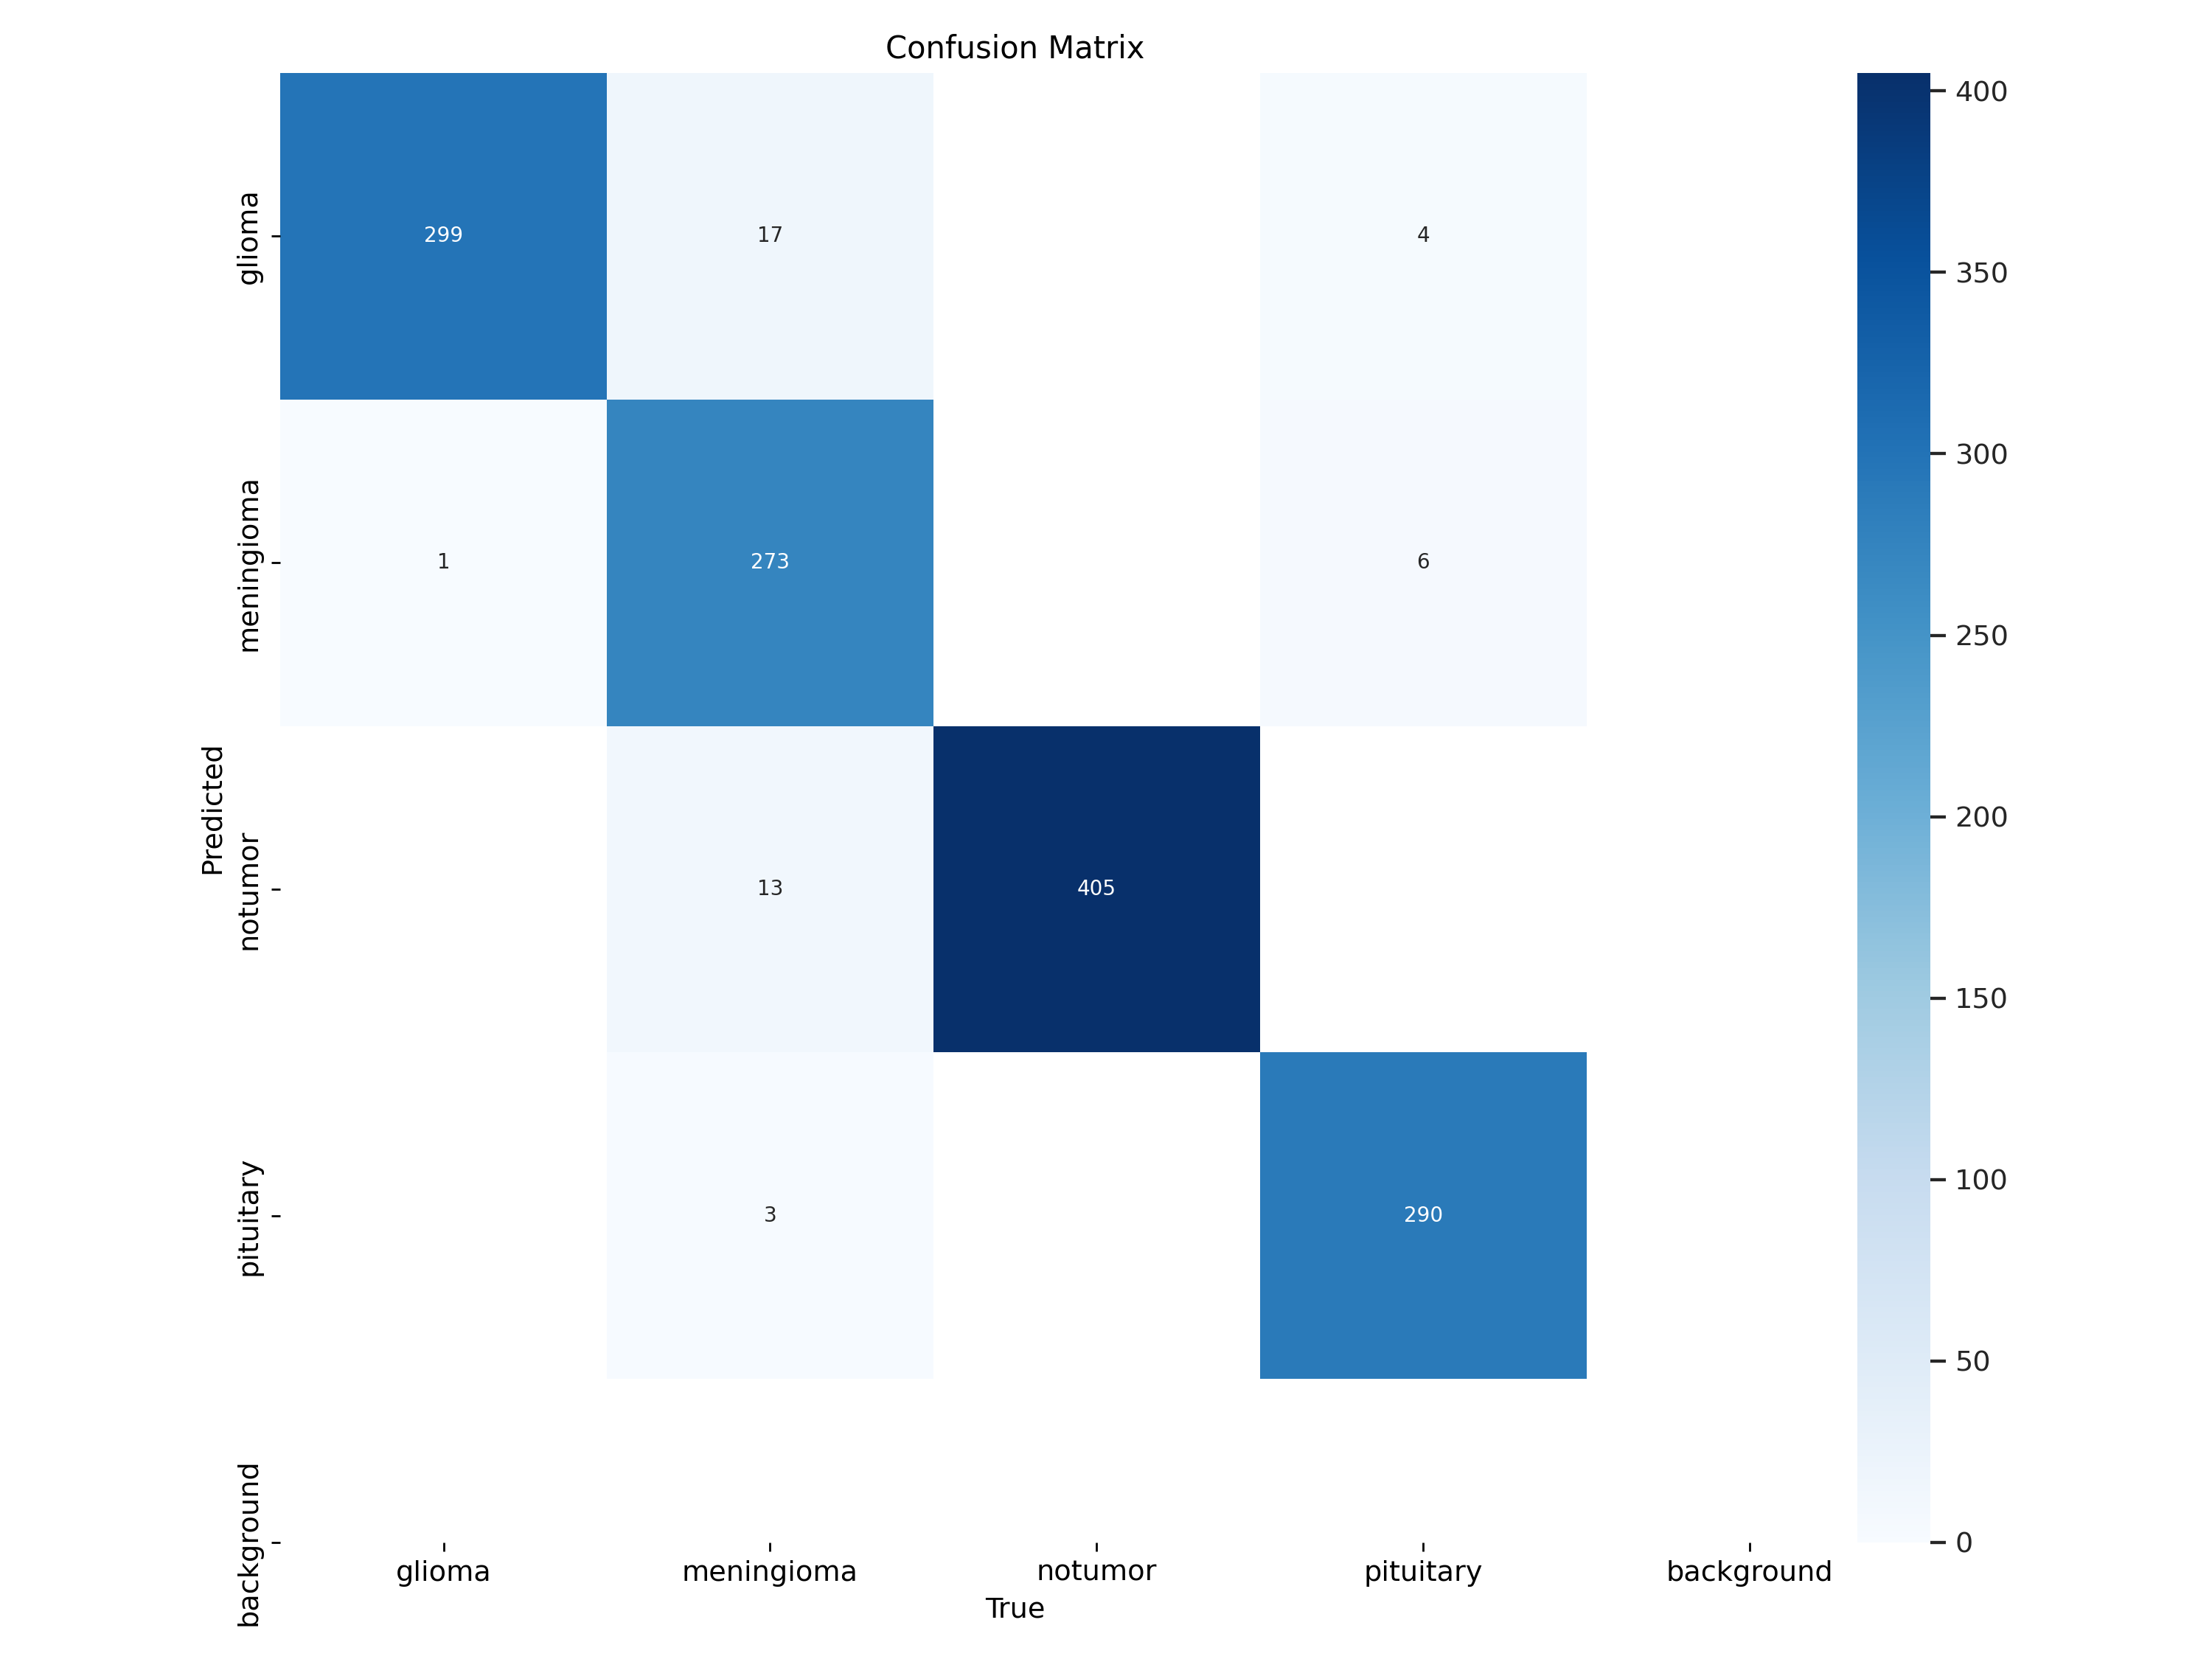 Confusion Matrix
Predicted
glioma
299
17
4
meningioma
1
273
6
notumor
13
405
pituitary
3
290
background
glioma
meningioma
notumor
pituitary
background
True
400
350
300
250
200
150
100
50
0